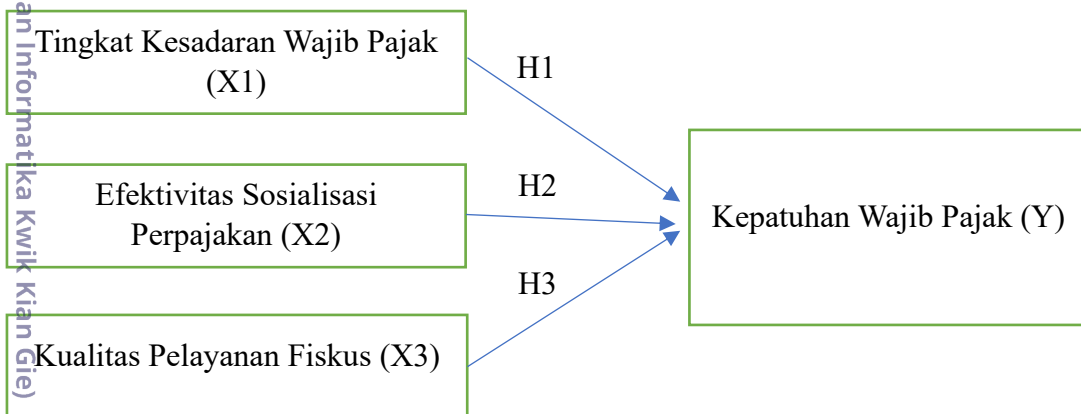 Tingkat Kesadaran Wajib Pajak
(X1)
H1
Efektivitas Sosialisasi
Perpajakan (X2)
H2
Kepatuhan Wajib Pajak (Y)
H3
Kualitas Pelayanan Fiskus (X3)
an Informatika Kwik Kian Gie)